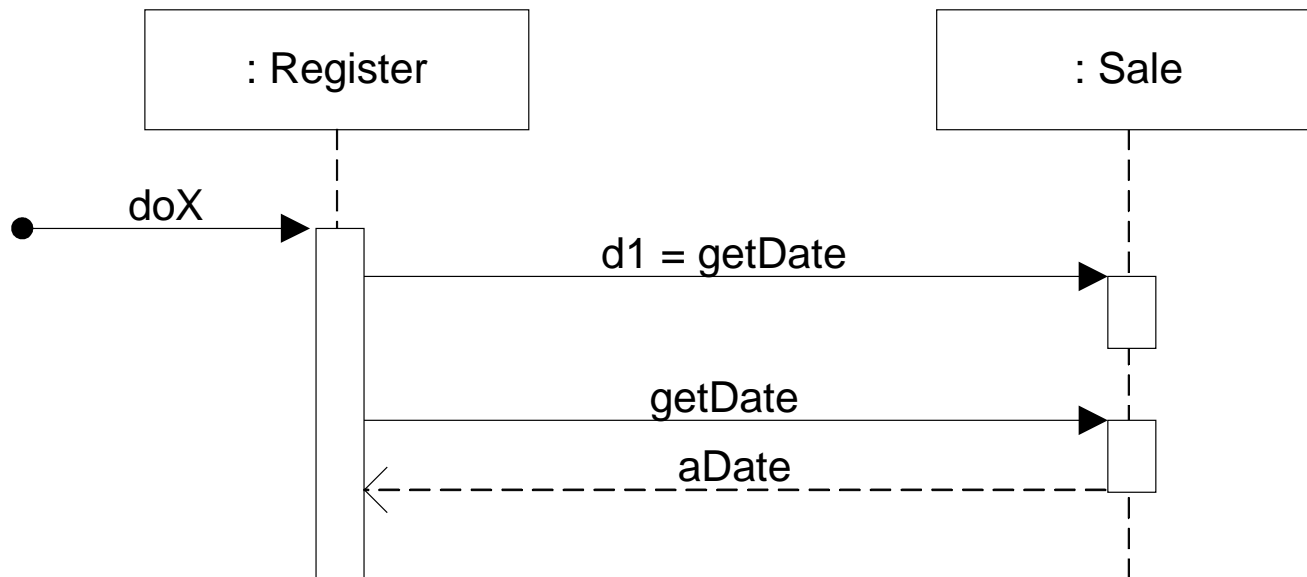 : Register
: Sale
doX
d1 = getDate
getDate
aDate